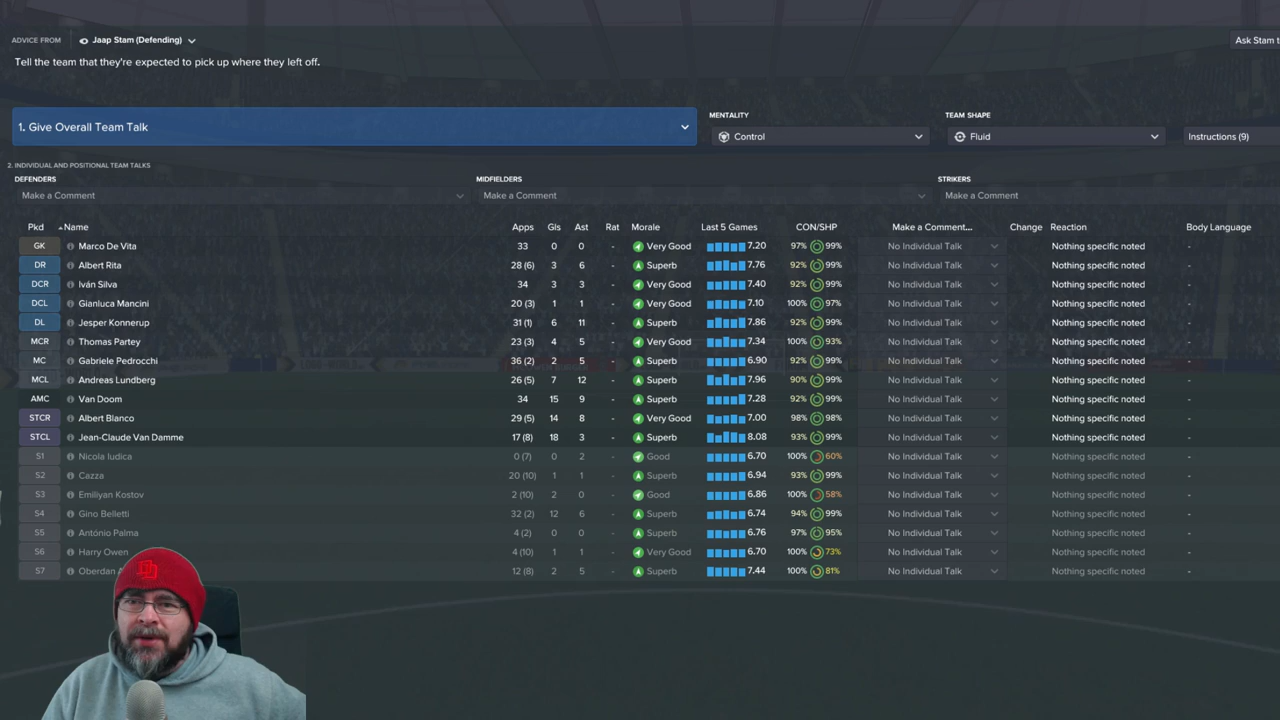 ADVICE FROM Jaap Stam (Defending) Ask Stam t
Tell the team that they're expected to pick up where they left off.
MENTALITY TEAM SHAPE
1. Give Overall Team Talk Control Fluid Instructions (9)
2. INDIVIDUAL AND POSITIONAL TEAM TALKS
DEFENDERS MIDFIELDERS STRIKERS
Make a Comment Make a Comment Make a Comment
Pkd Name Apps Gls Ast Rat Morale Last 5 Games CON/SHP Make a Comment... Change Reaction Body Language
GK Marco De Vita 33 0 0 - Very Good 7.20 97% 99% No Individual Talk Nothing specific noted -
DR Albert Rita 28 (6) 3 6 - Superb 7.76 92% 99% No Individual Talk Nothing specific noted -
DCR Iván Silva 34 3 3 - Very Good 7.40 92% 99% No Individual Talk Nothing specific noted -
DCL Gianluca Mancini 20 (3) 1 1 - Very Good 7.10 100% 97% No Individual Talk Nothing specific noted -
DL Jesper Konnerup 31 (1) 6 11 - Superb 7.86 92% 99% No Individual Talk Nothing specific noted -
MCR Thomas Partey 23 (3) 4 5 - Very Good 7.34 100% 93% No Individual Talk Nothing specific noted -
MC Gabriele Pedrocchi 36 (2) 2 5 - Superb 6.90 92% 99% No Individual Talk Nothing specific noted -
MCL Andreas Lundberg 26 (5) 7 12 - Superb 7.96 90% 99% No Individual Talk Nothing specific noted -
AMC Van Doom 34 15 9 - Superb 7.28 92% 99% No Individual Talk Nothing specific noted -
STCR Albert Blanco 29 (5) 14 8 - Very Good 7.00 98% 98% No Individual Talk Nothing specific noted -
STCL Jean-Claude Van Damme 17 (8) 18 3 - Superb 8.08 93% 99% No Individual Talk Nothing specific noted -
S1 Nicola Iudica 0 (7) 0 2 - Good 6.70 100% 60% No Individual Talk Nothing specific noted -
S2 Cazza 20 (10) 1 1 - Superb 6.94 93% 99% No Individual Talk Nothing specific noted -
S3 Emiliyan Kostov 2 (10) 2 0 - Good 6.86 100% 58% No Individual Talk Nothing specific noted -
S4 Gino Belletti 32 (2) 12 6 - Superb 6.74 94% 99% No Individual Talk Nothing specific noted -
S5 António Palma 4 (2) 0 0 - Superb 6.76 97% 95% No Individual Talk Nothing specific noted -
S6 Harry Owen 4 (10) 1 1 - Very Good 6.70 100% 73% No Individual Talk Nothing specific noted -
S7 Oberdan 12 (8) 2 5 - Superb 7.44 100% 81% No Individual Talk Nothing specific noted -